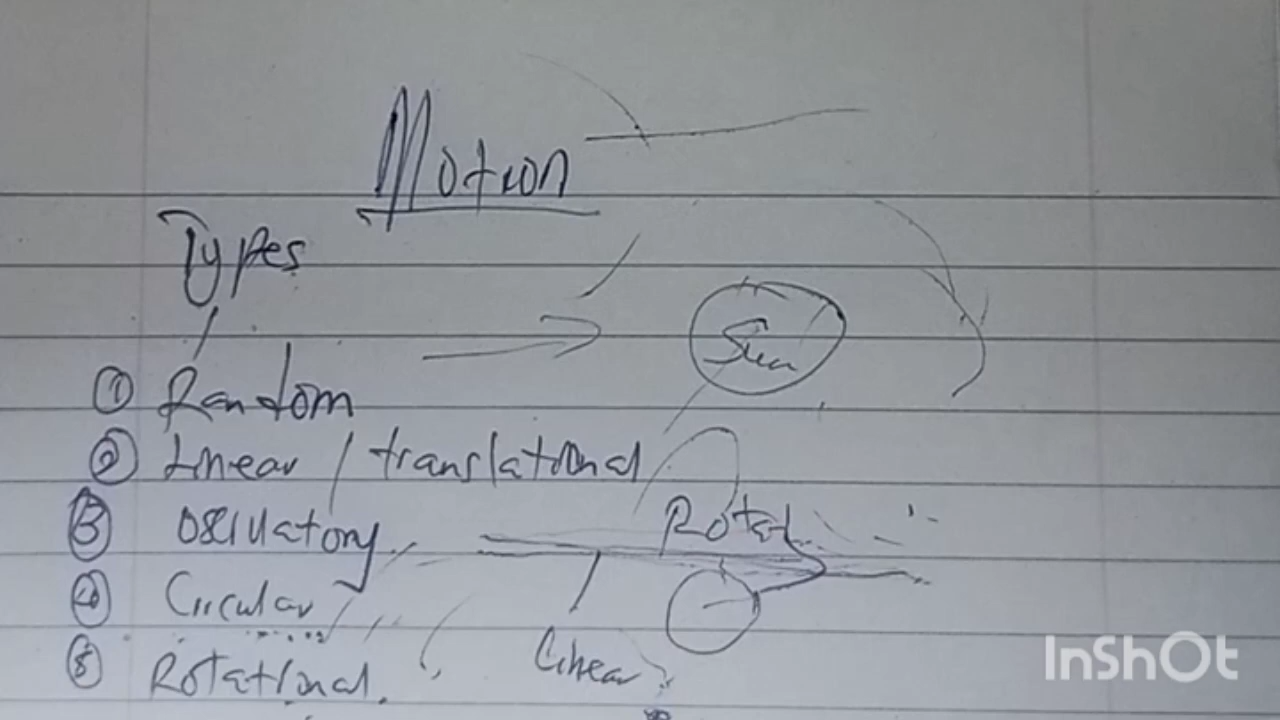 Motion
Types
Sun
① Random
② Linear / translational
③ Oscillatory
Rotat
④ Circular
Linear
⑤ Rotational.
InShOt